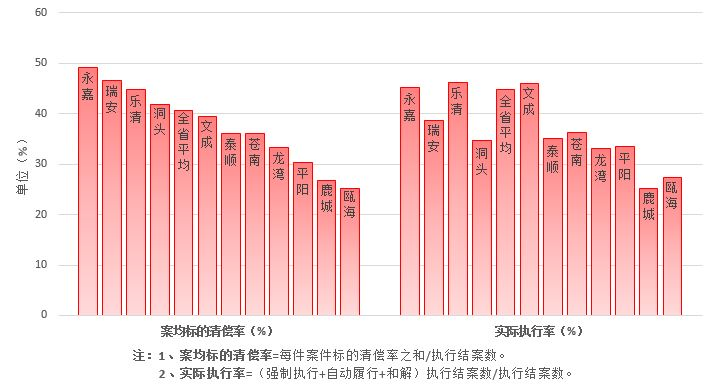 60
50
40
30
20
10
0
单位（%）
永嘉
瑞安
乐清
洞头
全省平均
文成
泰顺
苍南
龙湾
平阳
鹿城
瓯海
永嘉
瑞安
乐清
洞头
全省平均
文成
泰顺
苍南
龙湾
平阳
鹿城
瓯海
案均标的清偿率（%）
实际执行率（%）
注：1、案均标的清偿率=每件案件标的清偿率之和/执行结案数。
2、实际执行率=（强制执行+自动履行+和解）执行结案数/执行结案数。